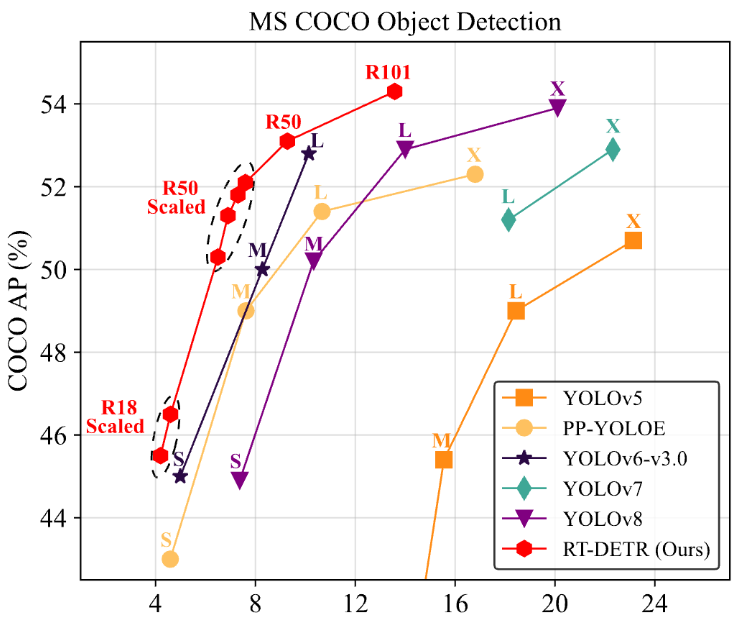 MS COCO Object Detection
COCO AP (%)
54
52
50
48
46
44
4
8
12
16
20
24
R101
R50
R50
Scaled
R18
Scaled
L
M
S
X
L
M
S
X
L
M
S
X
L
X
L
M
YOLOv5
PP-YOLOE
YOLOv6-v3.0
YOLOv7
YOLOv8
RT-DETR (Ours)